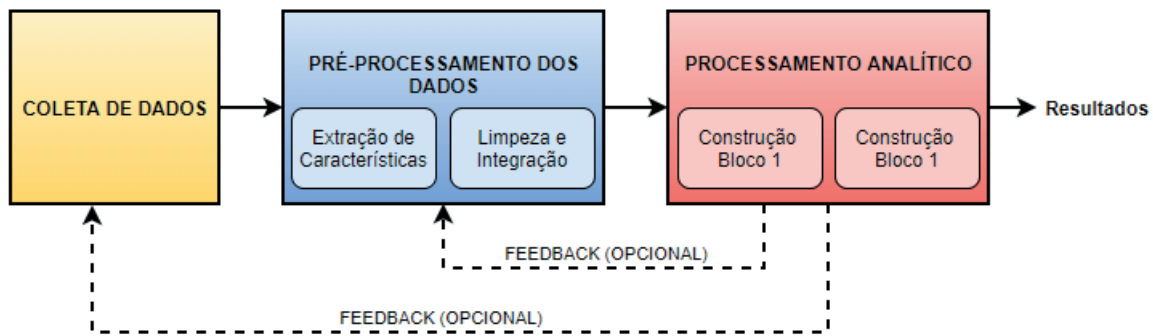 COLETA DE DADOS
PRÉ-PROCESSAMENTO DOS
DADOS
Extração de
Características
Limpeza e
Integração
PROCESSAMENTO ANALÍTICO
Construção
Bloco 1
Construção
Bloco 1
Resultados
FEEDBACK (OPCIONAL)
FEEDBACK (OPCIONAL)